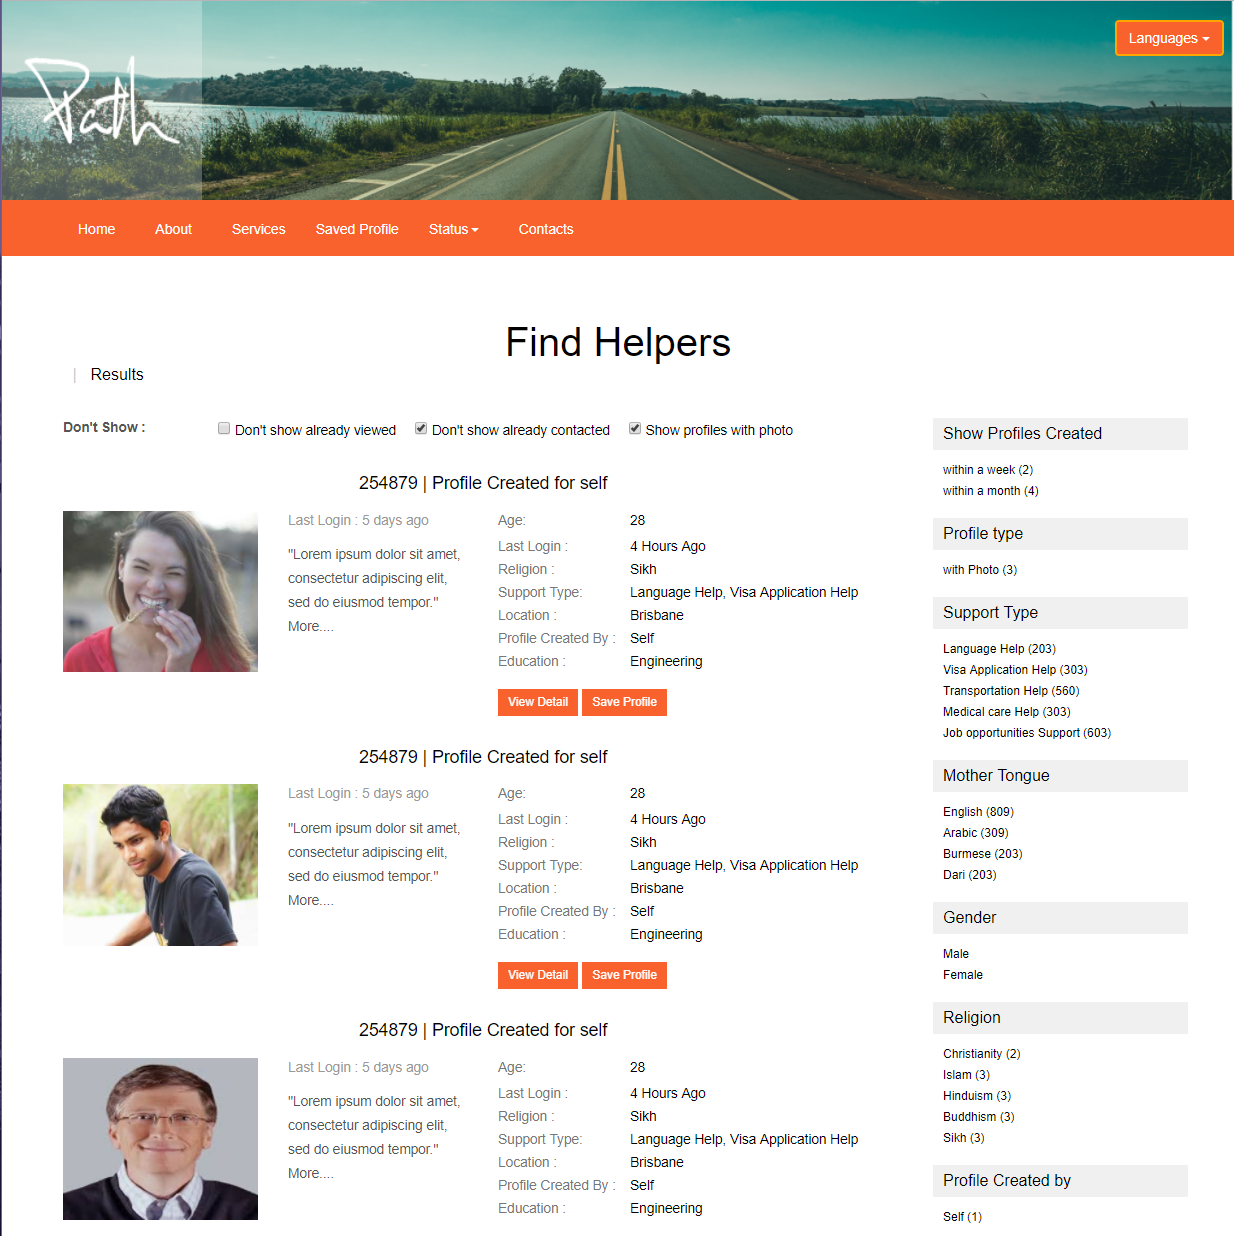 Path
Languages
Home About Services Saved Profile Status Contacts
Find Helpers
| Results
Don't Show : Don't show already viewed Don't show already contacted Show profiles with photo
254879 | Profile Created for self
Last Login : 5 days ago
"Lorem ipsum dolor sit amet,
consectetur adipiscing elit,
sed do eiusmod tempor."
More....
Age: 28
Last Login : 4 Hours Ago
Religion : Sikh
Support Type: Language Help, Visa Application Help
Location : Brisbane
Profile Created By : Self
Education : Engineering
View Detail Save Profile
254879 | Profile Created for self
Last Login : 5 days ago
"Lorem ipsum dolor sit amet,
consectetur adipiscing elit,
sed do eiusmod tempor."
More....
Age: 28
Last Login : 4 Hours Ago
Religion : Sikh
Support Type: Language Help, Visa Application Help
Location : Brisbane
Profile Created By : Self
Education : Engineering
View Detail Save Profile
254879 | Profile Created for self
Last Login : 5 days ago
"Lorem ipsum dolor sit amet,
consectetur adipiscing elit,
sed do eiusmod tempor."
More....
Age: 28
Last Login : 4 Hours Ago
Religion : Sikh
Support Type: Language Help, Visa Application Help
Location : Brisbane
Profile Created By : Self
Education : Engineering
Show Profiles Created
within a week (2)
within a month (4)
Profile type
with Photo (3)
Support Type
Language Help (203)
Visa Application Help (303)
Transportation Help (560)
Medical care Help (303)
Job opportunities Support (603)
Mother Tongue
English (809)
Arabic (309)
Burmese (203)
Dari (203)
Gender
Male
Female
Religion
Christianity (2)
Islam (3)
Hinduism (3)
Buddhism (3)
Sikh (3)
Profile Created by
Self (1)